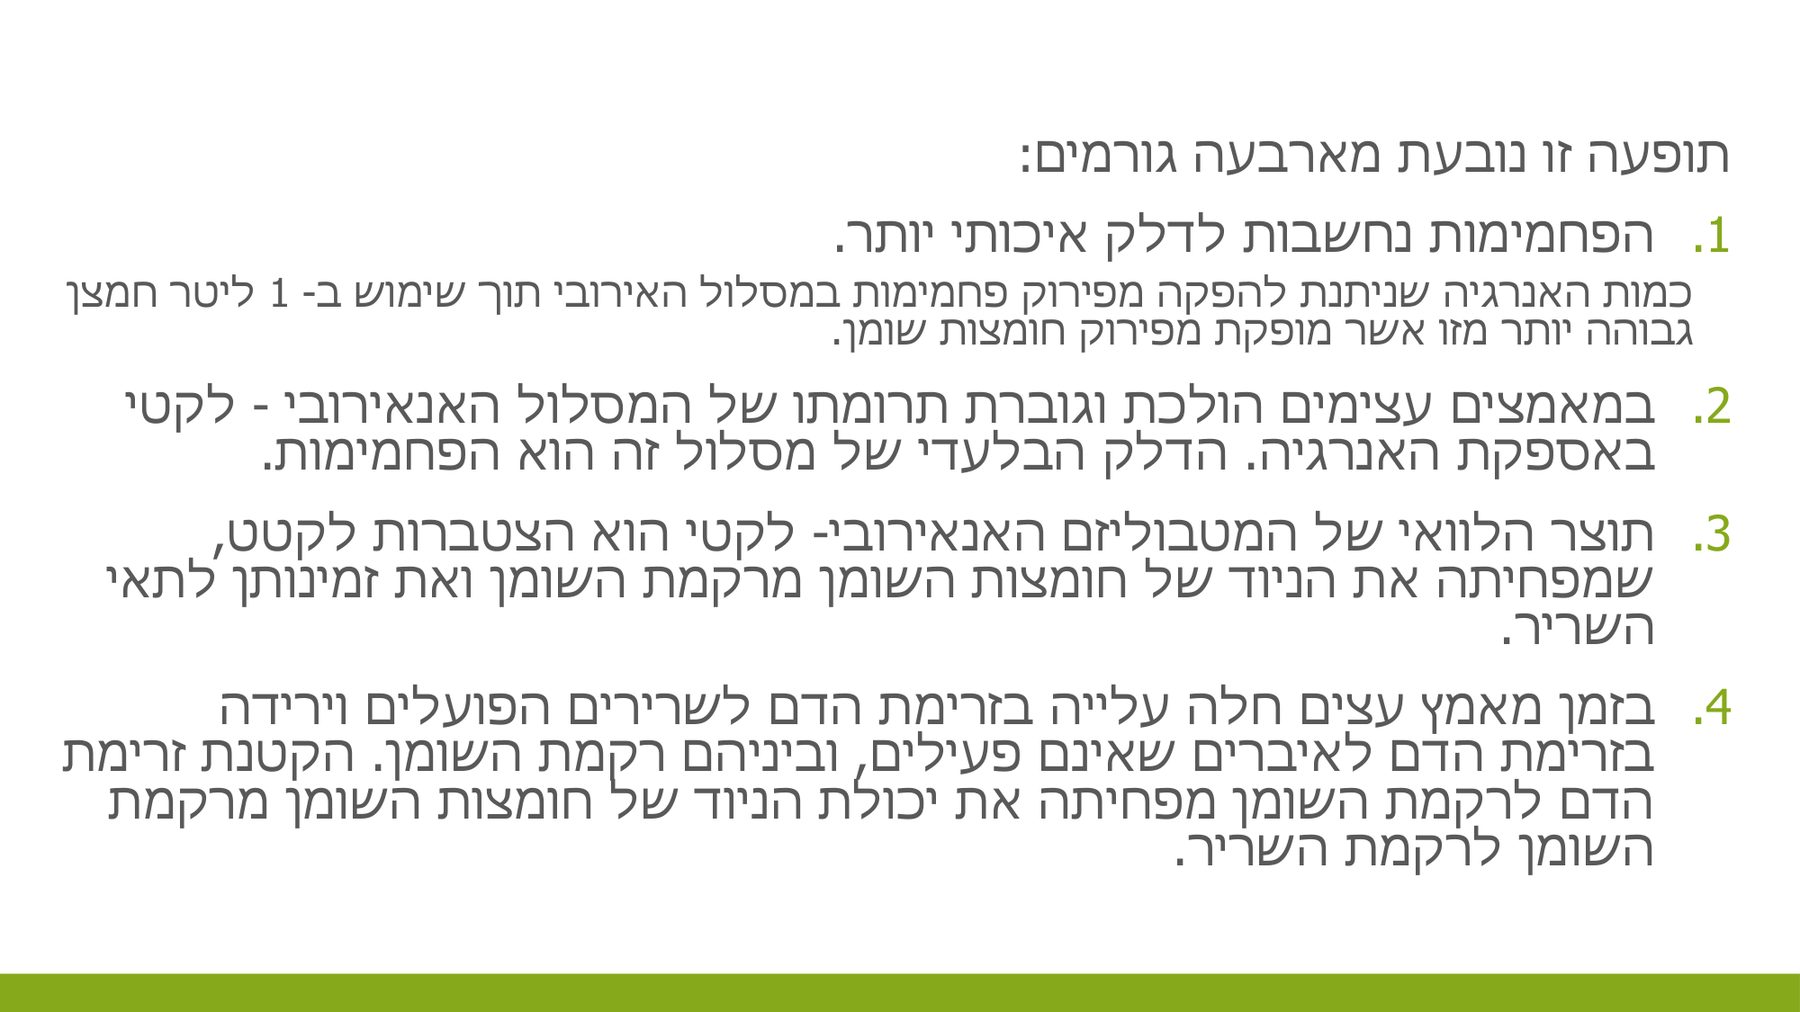 תופעה זו נובעת מארבעה גורמים:
1. הפחמימות נחשבות לדלק איכותי יותר.
כמות האנרגיה שניתנת להפקה מפירוק פחמימות במסלול האירובי תוך שימוש ב- 1 ליטר חמצן
גבוהה יותר מזו אשר מופקת מפירוק חומצות שומן.
2. במאמצים עצימים הולכת וגוברת תרומתו של המסלול האנאירובי - לקטי
באספקת האנרגיה. הדלק הבלעדי של מסלול זה הוא הפחמימות.
3. תוצר הלוואי של המטבוליזם האנאירובי- לקטי הוא הצטברות לקטט,
שמפחיתה את הניוד של חומצות השומן מרקמת השומן ואת זמינותן לתאי
השריר.
4. בזמן מאמץ עצים חלה עלייה בזרימת הדם לשרירים הפועלים וירידה
בזרימת הדם לאיברים שאינם פעילים, וביניהם רקמת השומן. הקטנת זרימת
הדם לרקמת השומן מפחיתה את יכולת הניוד של חומצות השומן מרקמת
השומן לרקמת השריר.